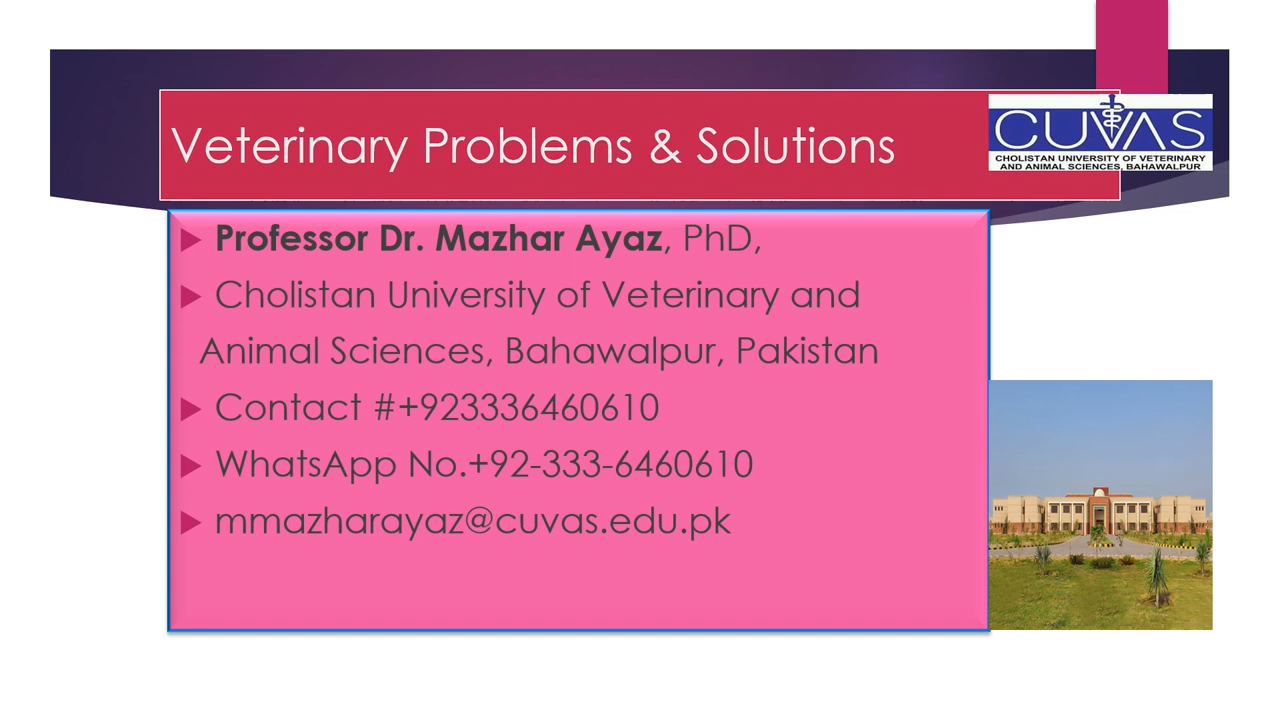 Veterinary Problems & Solutions
CUVAS
CHOLISTAN UNIVERSITY OF VETERINARY
AND ANIMAL SCIENCES, BAHAWALPUR
Professor Dr. Mazhar Ayaz, PhD,
Cholistan University of Veterinary and
Animal Sciences, Bahawalpur, Pakistan
Contact #+923336460610
WhatsApp No.+92-333-6460610
mmazharayaz@cuvas.edu.pk